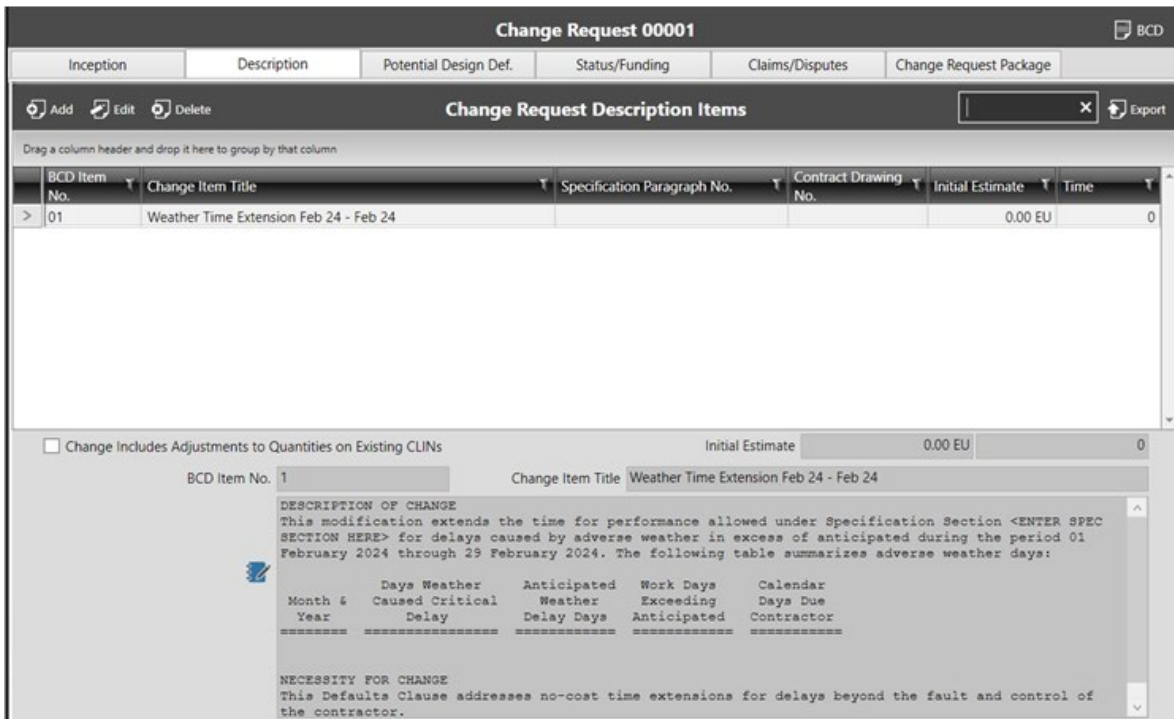 Change Request 00001
BCD
Inception Description Potential Design Def. Status/Funding Claims/Disputes Change Request Package
Add Edit Delete Change Request Description Items Export
Drag a column header and drop it here to group by that column
BCD Item No. Change Item Title Specification Paragraph No. Contract Drawing No. Initial Estimate Time
01 Weather Time Extension Feb 24 - Feb 24 0.00 EU 0
Change Includes Adjustments to Quantities on Existing CLINs Initial Estimate 0.00 EU 0
BCD Item No. 1 Change Item Title Weather Time Extension Feb 24 - Feb 24
DESCRIPTION OF CHANGE
This modification extends the time for performance allowed under Specification Section <ENTER SPEC
SECTION HERE> for delays caused by adverse weather in excess of anticipated during the period 01
February 2024 through 29 February 2024. The following table summarizes adverse weather days:
Days Weather Anticipated Work Days Calendar
Month & Caused Critical Weather Exceeding Days Due
Year Delay Delay Days Anticipated Contractor
======== ================ ============ ============ ===========
NECESSITY FOR CHANGE
This Defaults Clause addresses no-cost time extensions for delays beyond the fault and control of
the contractor.